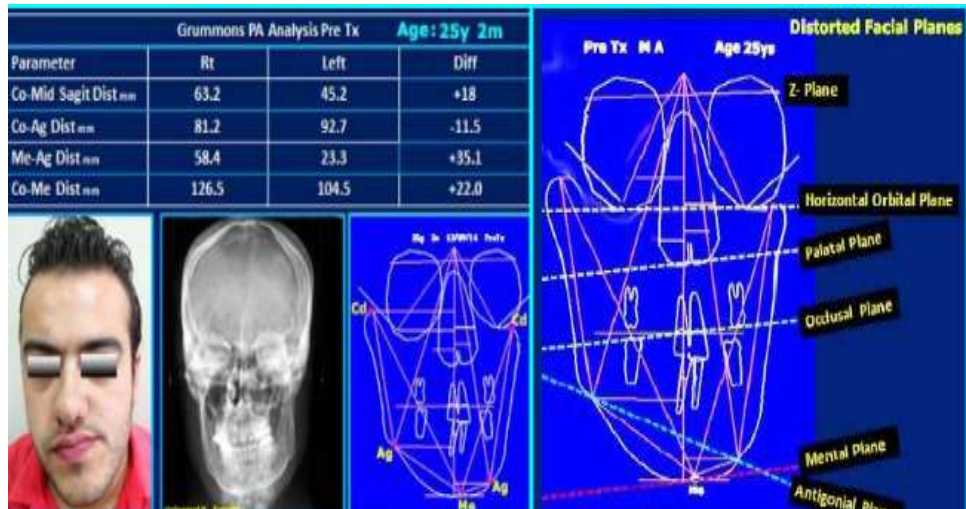 Grummons PA Analysis Pre Tx Age: 25y 2m
Parameter Rt Left Diff
Co-Mid Sagit Dist mm 63.2 45.2 +18
Co-Ag Dist mm 81.2 92.7 -11.5
Me-Ag Dist mm 58.4 23.3 +35.1
Co-Me Dist mm 126.5 104.5 +22.0
Cd
Cd
Ag
Ag
Me
Distorted Facial Planes
Pre Tx M A Age 25ys
Z- Plane
Horizontal Orbital Plane
Palatal Plane
Occlusal Plane
Mental Plane
Antigonial
Me